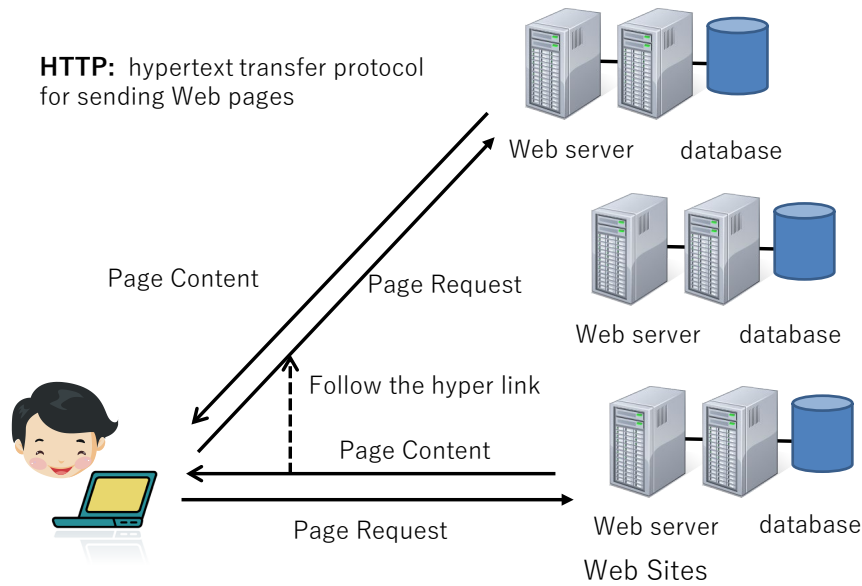 HTTP: hypertext transfer protocol
for sending Web pages
Web server database
Page Content
Page Request
Web server database
Follow the hyper link
Page Content
Web server database
Page Request
Web Sites